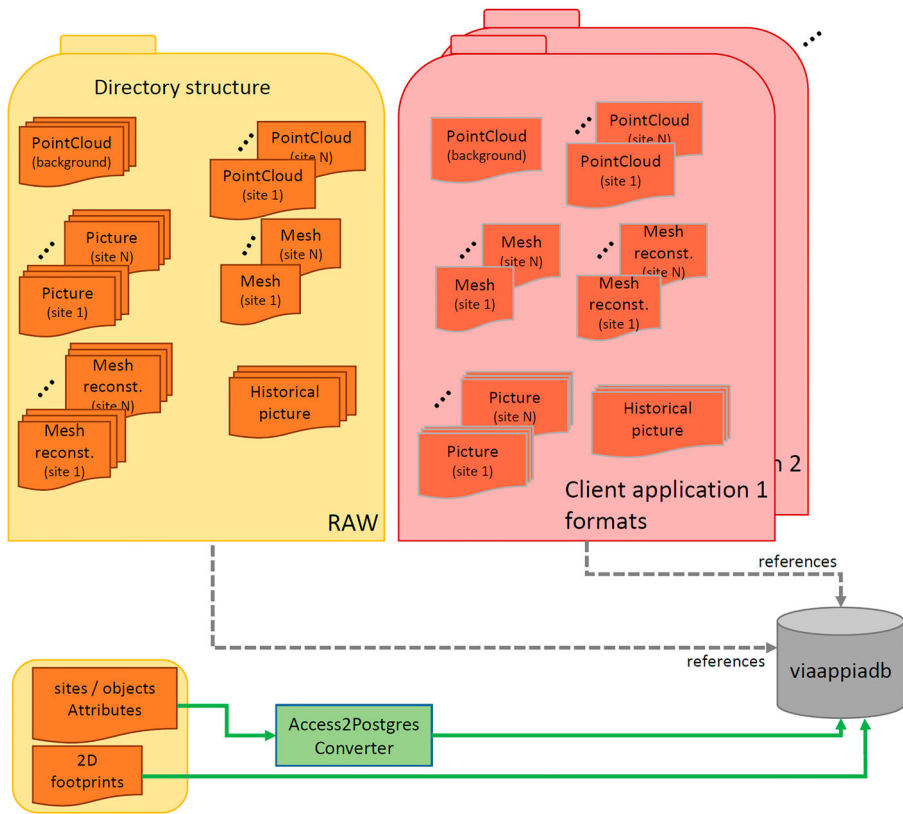 Directory structure
PointCloud
(background)
PointCloud
(site N)
PointCloud
(site 1)
Picture
(site N)
Picture
(site 1)
Mesh
(site N)
Mesh
(site 1)
Mesh
reconst.
(site N)
Mesh
reconst.
(site 1)
Historical
picture
RAW
PointCloud
(background)
PointCloud
(site N)
PointCloud
(site 1)
Mesh
(site N)
Mesh
(site 1)
Mesh
reconst.
(site N)
Mesh
reconst.
(site 1)
Picture
(site N)
Picture
(site 1)
Historical
picture
n 2
Client application 1
formats
references
references
viaappiadb
sites / objects
Attributes
Access2Postgres
Converter
2D
footprints